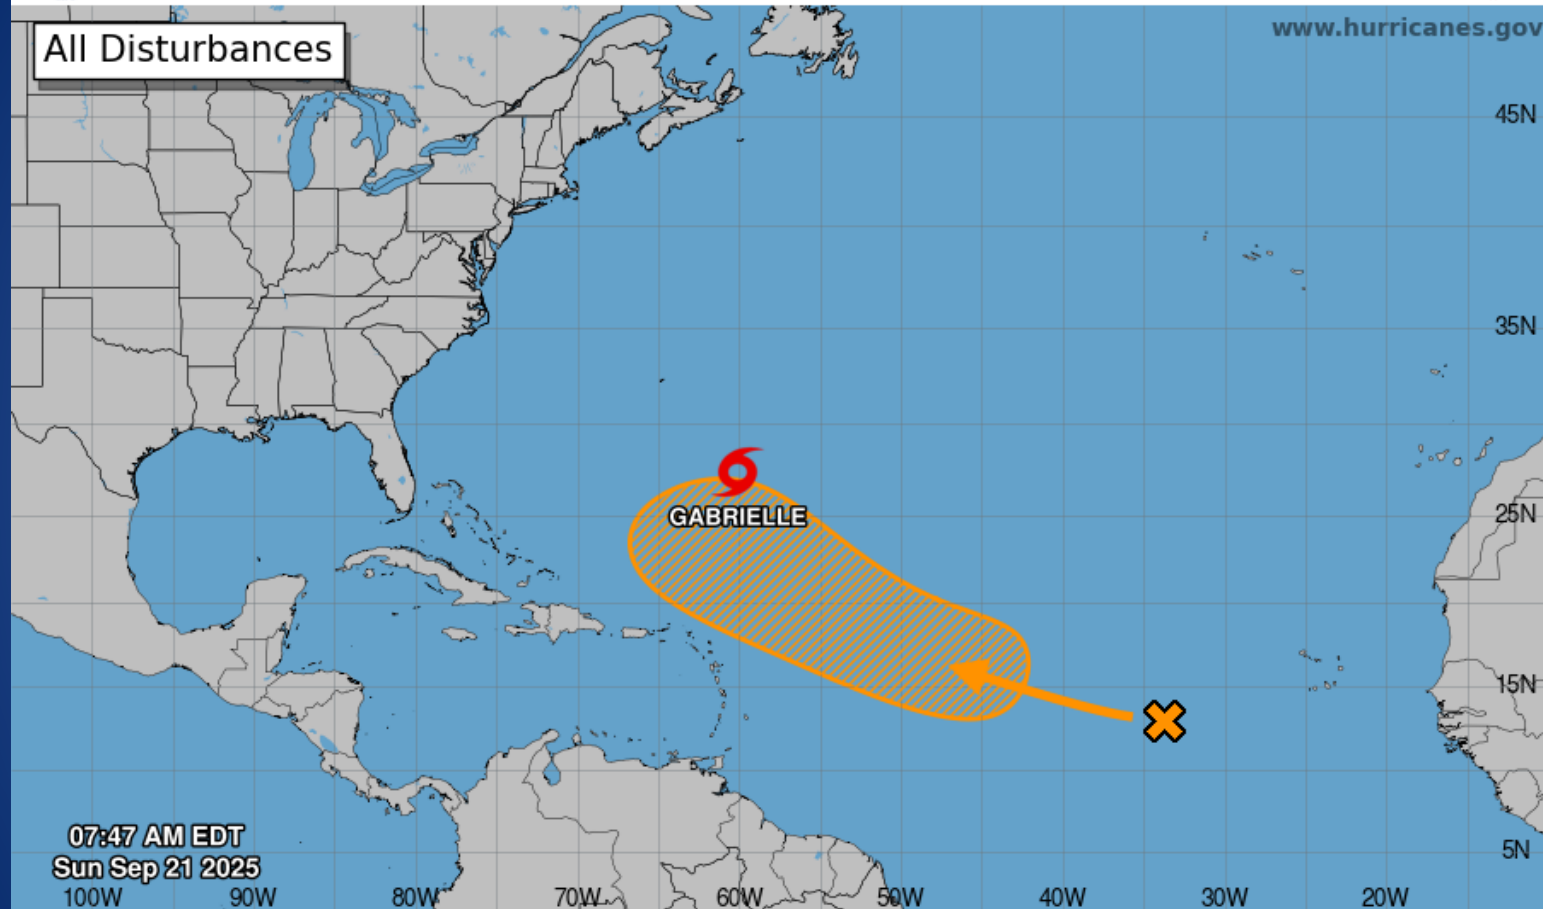 All Disturbances
www.hurricanes.gov
45N
35N
25N
GABRIELLE
15N
07:47 AM EDT
Sun Sep 21 2025
5N
100W
90W
80W
70W
60W
50W
40W
30W
20W